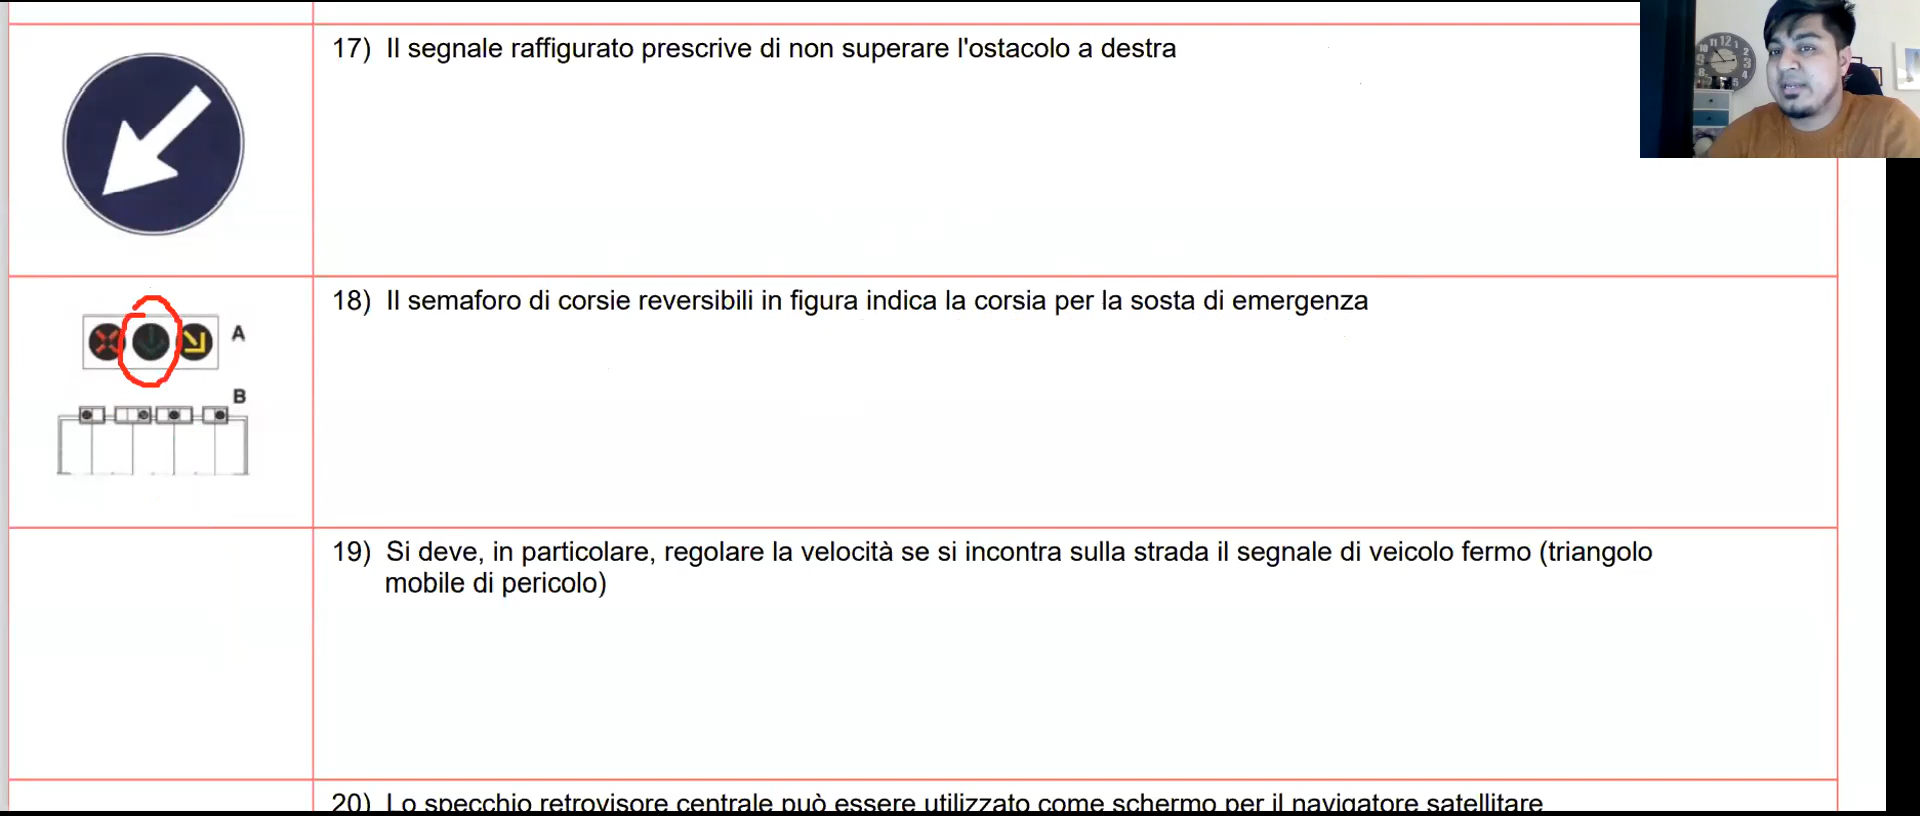 17) Il segnale raffigurato prescrive di non superare l'ostacolo a destra
18) Il semaforo di corsie reversibili in figura indica la corsia per la sosta di emergenza
A
B
19) Si deve, in particolare, regolare la velocità se si incontra sulla strada il segnale di veicolo fermo (triangolo
mobile di pericolo)
20) Lo specchio retrovisore centrale può essere utilizzato come schermo per il navigatore satellitare